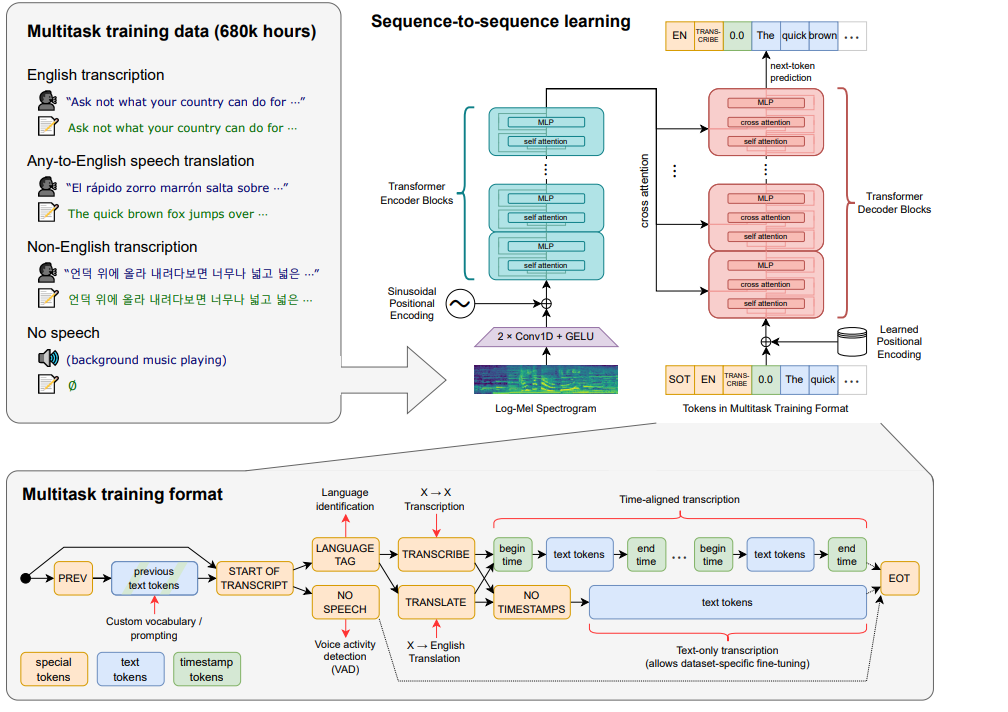 Multitask training data (680k hours)
English transcription
“Ask not what your country can do for ⋯”
Ask not what your country can do for ⋯
Any-to-English speech translation
“El rápido zorro marrón salta sobre ⋯”
The quick brown fox jumps over ⋯
Non-English transcription
“언덕 위에 올라 내려다보면 너무나 넓고 넓은 ⋯”
언덕 위에 올라 내려다보면 너무나 넓고 넓은 ⋯
No speech
(background music playing)
∅
Sequence-to-sequence learning
EN TRANS- CRIBE 0.0 The quick brown ⋯
next-token
prediction
MLP
self attention
⋮
MLP
self attention
MLP
self attention
Transformer
Encoder Blocks
cross attention
⋮
MLP
cross attention
self attention
⋮
MLP
cross attention
self attention
MLP
cross attention
self attention
Transformer
Decoder Blocks
Sinusoidal
Positional
Encoding
2 × Conv1D + GELU
Log-Mel Spectrogram
Learned
Positional
Encoding
SOT EN TRANS- CRIBE 0.0 The quick ⋯
Tokens in Multitask Training Format
Multitask training format
PREV
previous
text tokens
Custom vocabulary /
prompting
START OF
TRANSCRIPT
Language
identification
LANGUAGE
TAG
NO
SPEECH
Voice activity
detection
(VAD)
X → X
Transcription
TRANSCRIBE
TRANSLATE
X → English
Translation
Time-aligned transcription
begin
time
text tokens
end
time
⋯
begin
time
text tokens
end
time
NO
TIMESTAMPS
text tokens
Text-only transcription
(allows dataset-specific fine-tuning)
EOT
special
tokens
text
tokens
timestamp
tokens